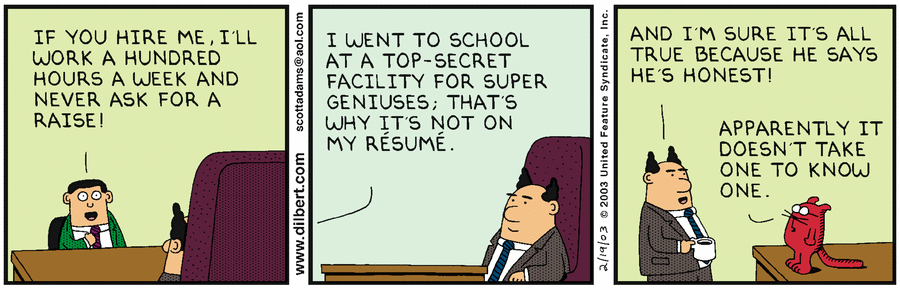 IF YOU HIRE ME, I'LL
WORK A HUNDRED
HOURS A WEEK AND
NEVER ASK FOR A
RAISE!
www.dilbert.com scottadams@aol.com
I WENT TO SCHOOL
AT A TOP-SECRET
FACILITY FOR SUPER
GENIUSES; THAT'S
WHY IT'S NOT ON
MY RÉSUMÉ.
2/19/03 © 2003 United Feature Syndicate, Inc.
AND I'M SURE IT'S ALL
TRUE BECAUSE HE SAYS
HE'S HONEST!
APPARENTLY IT
DOESN'T TAKE
ONE TO KNOW
ONE.